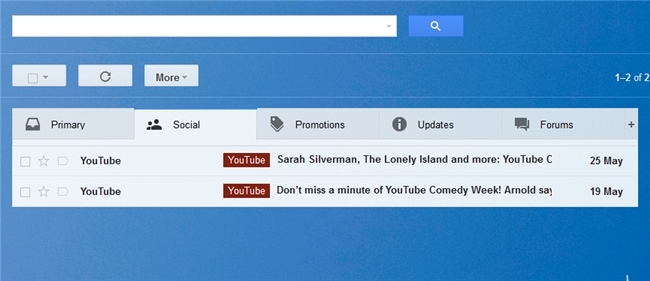 More
1–2 of 2
Primary
Social
Promotions
Updates
Forums
+
YouTube YouTube Sarah Silverman, The Lonely Island and more: YouTube C 25 May
YouTube YouTube Don't miss a minute of YouTube Comedy Week! Arnold say 19 May